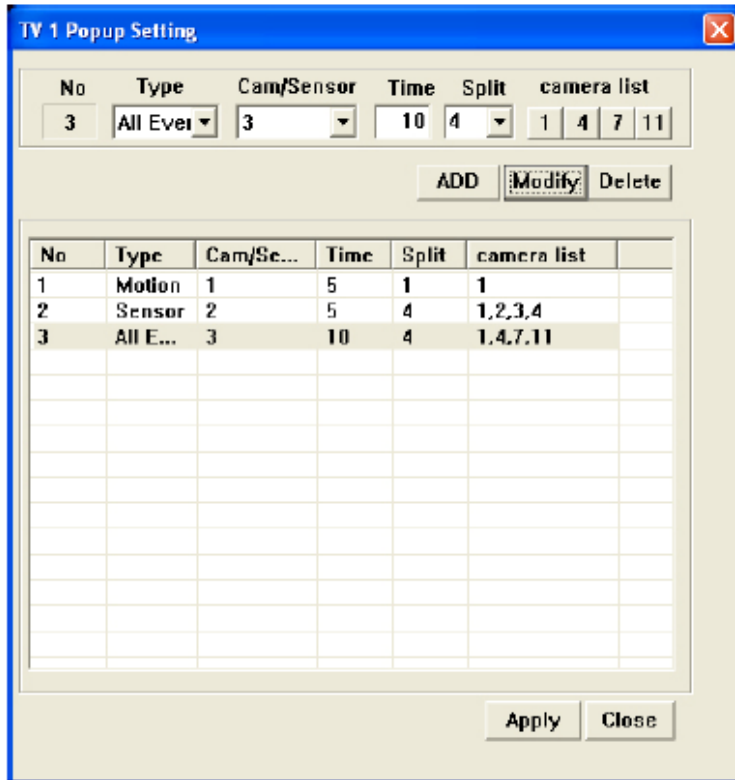 TV 1 Popup Setting
No Type Cam/Sensor Time Split camera list
3 All Ever 3 10 4 1 4 7 11
ADD Modify Delete
No Type Cam/Se... Time Split camera list
1 Motion 1 5 1 1
2 Sensor 2 5 4 1,2,3,4
3 All E... 3 10 4 1,4,7,11
Apply Close